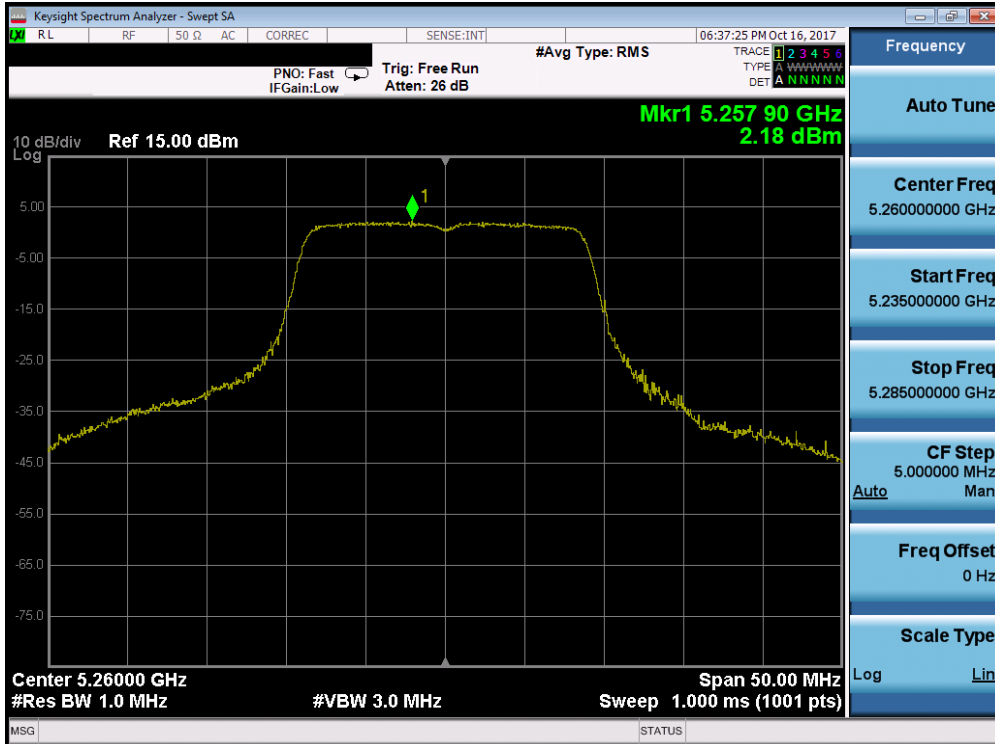 Keysight Spectrum Analyzer - Swept SA
LXI RL RF 50 Ω AC CORREC SENSE:INT 06:37:25 PM Oct 16, 2017
#Avg Type: RMS TRACE 1 2 3 4 5 6
PNO: Fast Trig: Free Run TYPE A WWWWW
IFGain:Low Atten: 26 dB DET A N N N N N
Mkr1 5.257 90 GHz
2.18 dBm
10 dB/div Ref 15.00 dBm
Log
1
5.00
-5.00
-15.0
-25.0
-35.0
-45.0
-55.0
-65.0
-75.0
Center 5.26000 GHz Span 50.00 MHz
#Res BW 1.0 MHz #VBW 3.0 MHz Sweep 1.000 ms (1001 pts)
MSG STATUS
Frequency
Auto Tune
Center Freq
5.260000000 GHz
Start Freq
5.235000000 GHz
Stop Freq
5.285000000 GHz
CF Step
5.000000 MHz
Auto Man
Freq Offset
0 Hz
Scale Type
Log Lin